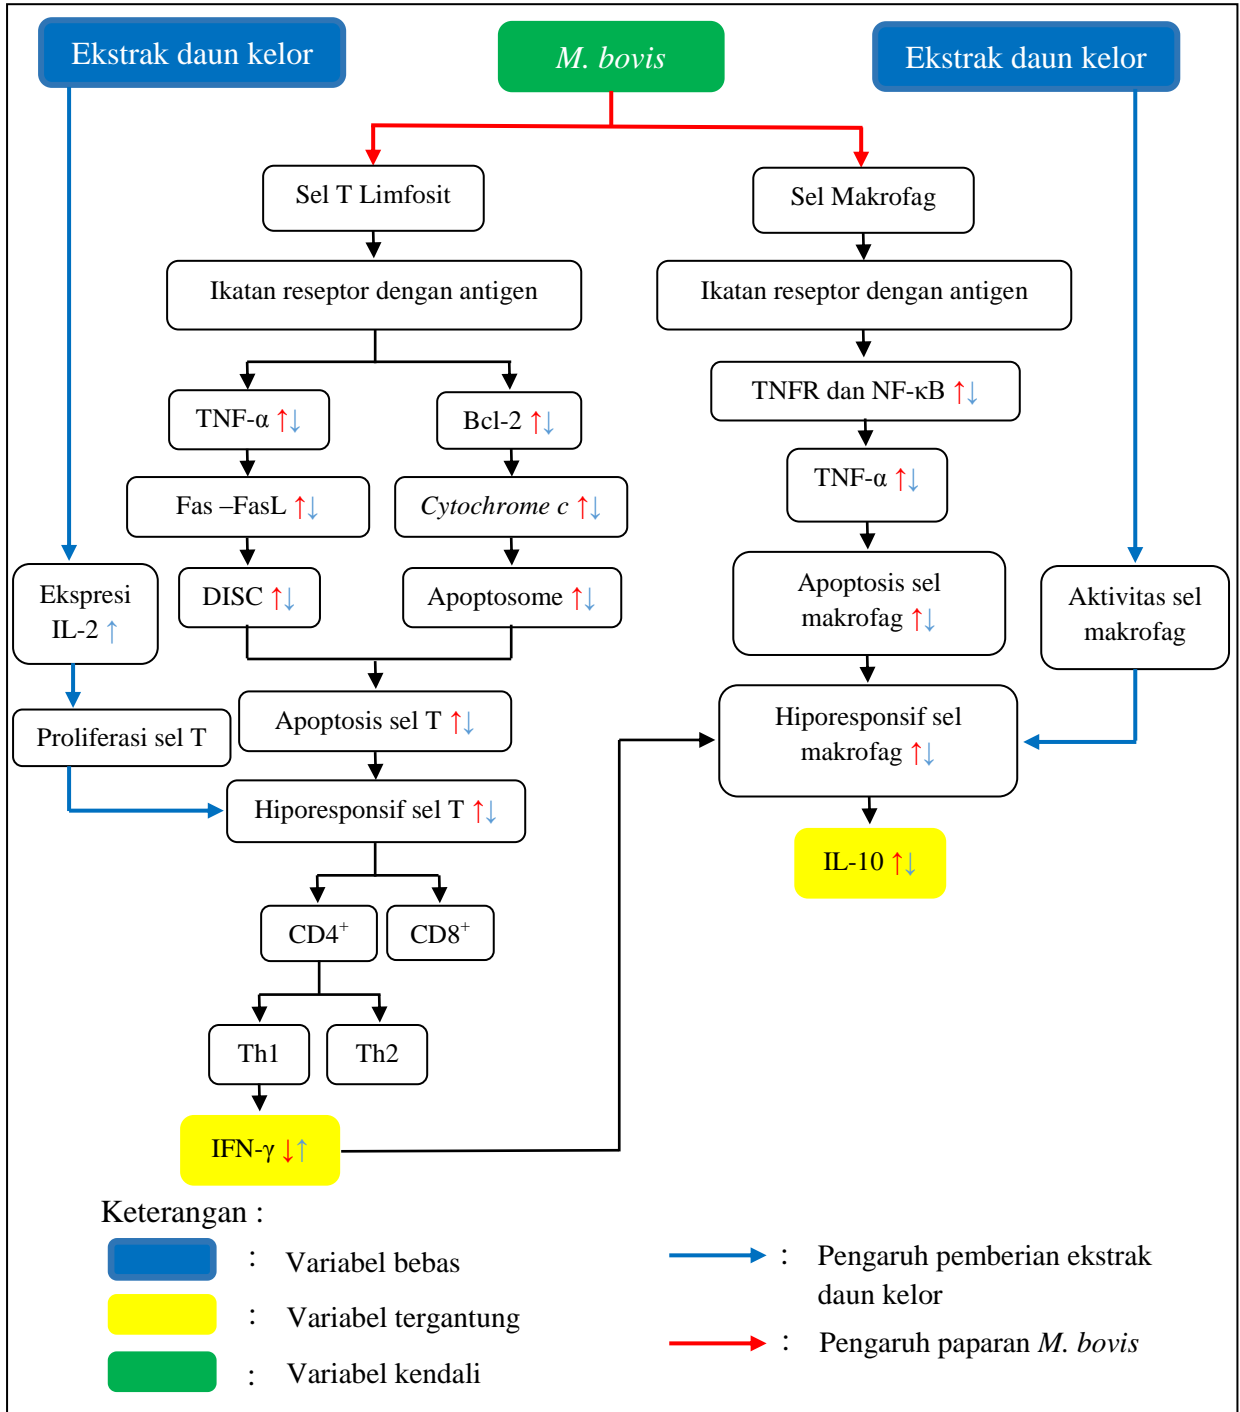 Ekstrak daun kelor
M. bovis
Ekstrak daun kelor
Sel T Limfosit
Sel Makrofag
Ikatan reseptor dengan antigen
Ikatan reseptor dengan antigen
TNF-α ↑↓
Bcl-2 ↑↓
TNFR dan NF-κB ↑↓
Fas –FasL ↑↓
Cytochrome c ↑↓
TNF-α ↑↓
Ekspresi
IL-2 ↑
DISC ↑↓
Apoptosome ↑↓
Apoptosis sel
makrofag ↑↓
Aktivitas sel
makrofag
Proliferasi sel T
Apoptosis sel T ↑↓
Hiporesponsif sel
makrofag ↑↓
Hiporesponsif sel T ↑↓
IL-10 ↑↓
CD4⁺
CD8⁺
Th1
Th2
IFN-γ ↓↑
Keterangan :
: Variabel bebas
: Variabel tergantung
: Variabel kendali
: Pengaruh pemberian ekstrak
daun kelor
: Pengaruh paparan M. bovis